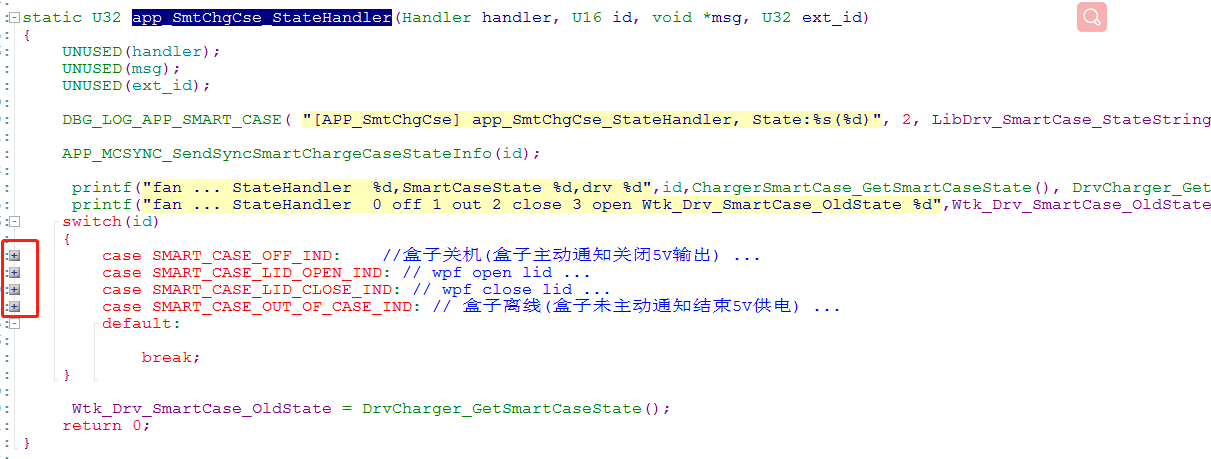 static U32 app_SmtChgCse_StateHandler(Handler handler, U16 id, void *msg, U32 ext_id)
{
UNUSED(handler);
UNUSED(msg);
UNUSED(ext_id);
DBG_LOG_APP_SMART_CASE( "[APP_SmtChgCse] app_SmtChgCse_StateHandler, State:%s(%d)", 2, LibDrv_SmartCase_StateString
APP_MCSYNC_SendSyncSmartChargeCaseStateInfo(id);
printf("fan ... StateHandler  %d,SmartCaseState %d,drv %d",id,ChargerSmartCase_GetSmartCaseState(), DrvCharger_Get
printf("fan ... StateHandler  0 off 1 out 2 close 3 open Wtk_Drv_SmartCase_OldState %d",Wtk_Drv_SmartCase_OldState
switch(id)
{
case SMART_CASE_OFF_IND:    //盒子关机(盒子主动通知关闭5V输出) ...
case SMART_CASE_LID_OPEN_IND: // wpf open lid ...
case SMART_CASE_LID_CLOSE_IND: // wpf close lid ...
case SMART_CASE_OUT_OF_CASE_IND: // 盒子离线(盒子未主动通知结束5V供电) ...
default:
break;
}
Wtk_Drv_SmartCase_OldState = DrvCharger_GetSmartCaseState();
return 0;
}